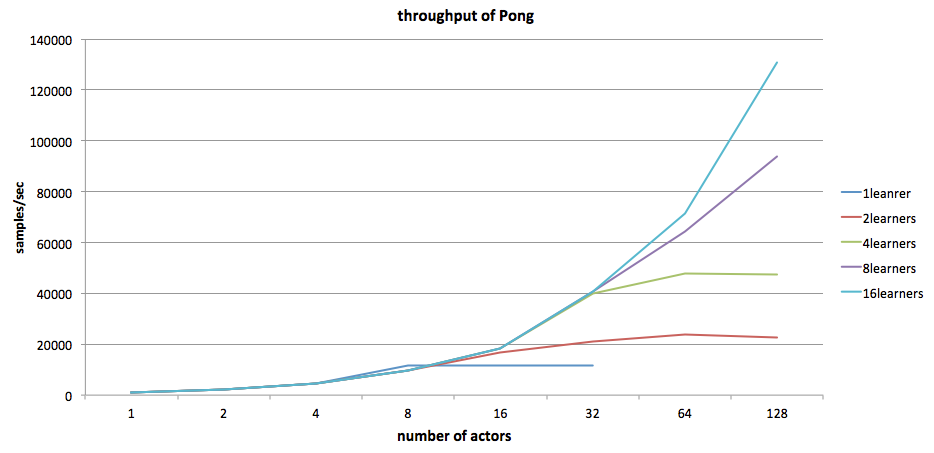 throughput of Pong
140000
120000
100000
80000
60000
40000
20000
0
samples/sec
1 2 4 8 16 32 64 128
number of actors
1leanrer
2learners
4learners
8learners
16learners